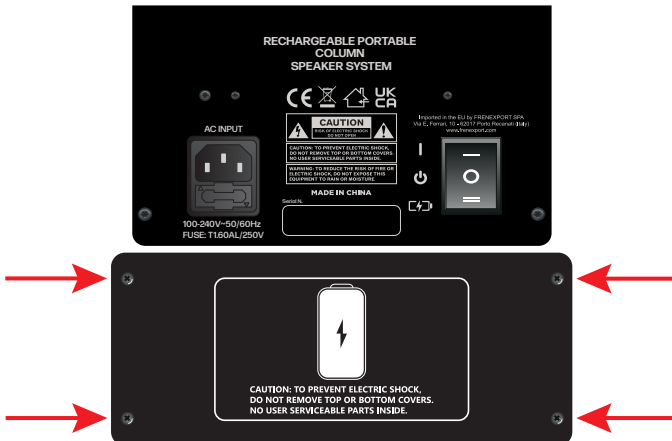 RECHARGEABLE PORTABLE
COLUMN
SPEAKER SYSTEM
CE
UK
CA
AC INPUT
CAUTION
RISK OF ELECTRIC SHOCK
DO NOT OPEN
CAUTION: TO PREVENT ELECTRIC SHOCK,
DO NOT REMOVE TOP OR BOTTOM COVERS.
NO USER SERVICEABLE PARTS INSIDE.
WARNING: TO REDUCE THE RISK OF FIRE OR
ELECTRIC SHOCK, DO NOT EXPOSE THIS
EQUIPMENT TO RAIN OR MOISTURE.
MADE IN CHINA
Serial N.
Imported in the EU by FRENEXPORT SPA
Via E. Ferrari, 10 - 62017 Porto Recanati (Italy)
www.frenexport.com
100-240V~50/60Hz
FUSE: T1.60AL/250V
CAUTION: TO PREVENT ELECTRIC SHOCK,
DO NOT REMOVE TOP OR BOTTOM COVERS.
NO USER SERVICEABLE PARTS INSIDE.